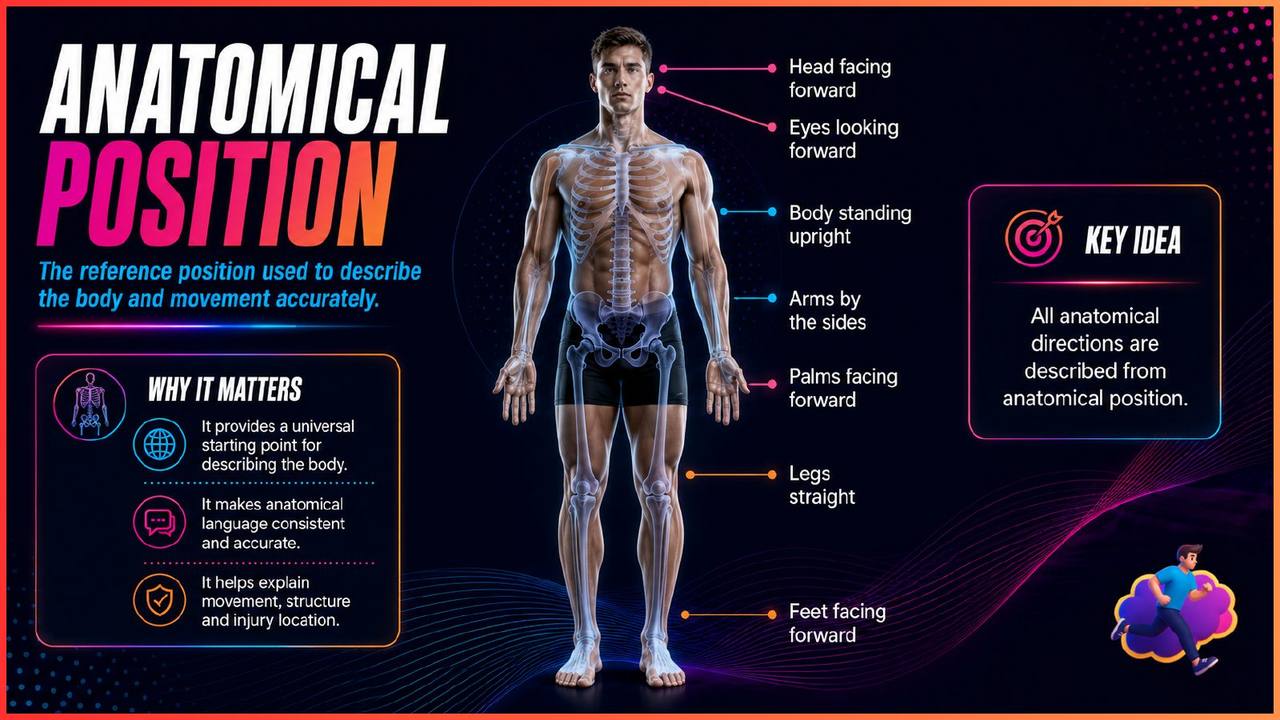 ANATOMICAL
POSITION
The reference position used to describe
the body and movement accurately.
WHY IT MATTERS
It provides a universal
starting point for
describing the body.
It makes anatomical
language consistent
and accurate.
It helps explain
movement, structure
and injury location.
Head facing
forward
Eyes looking
forward
Body standing
upright
Arms by
the sides
Palms facing
forward
Legs
straight
Feet facing
forward
KEY IDEA
All anatomical
directions are
described from
anatomical position.